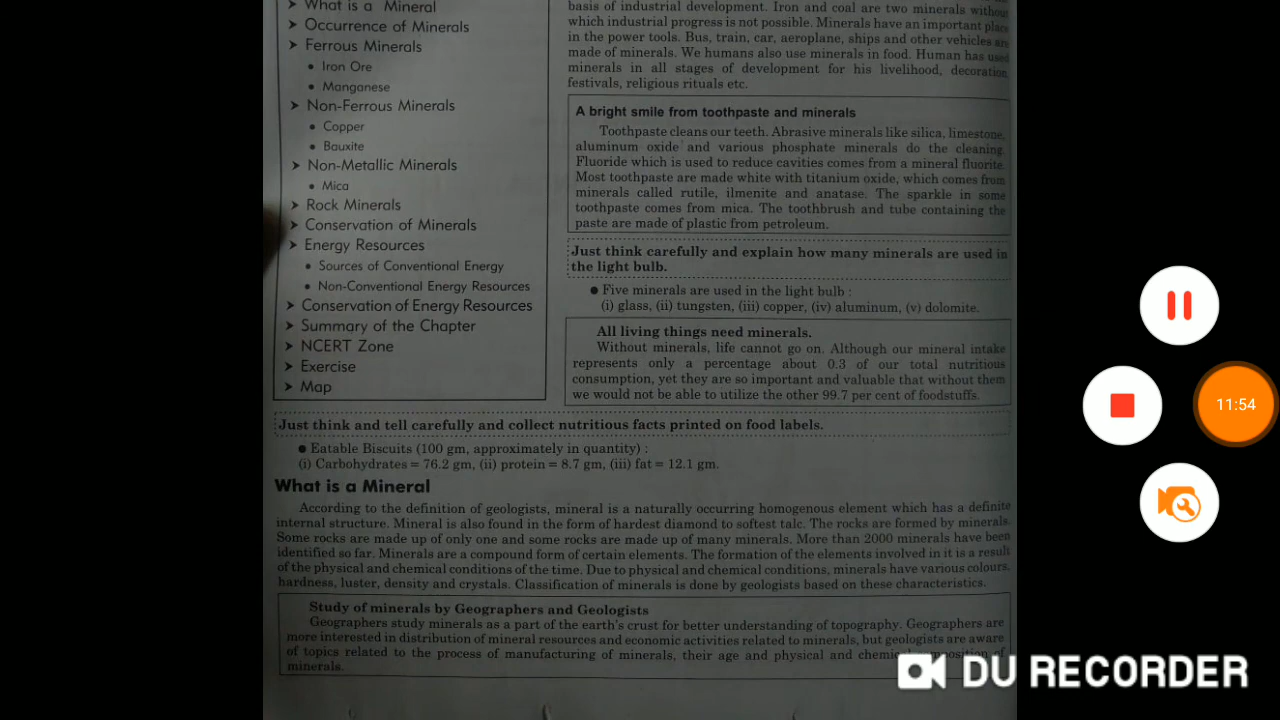 ➤ What is a Mineral
➤ Occurrence of Minerals
➤ Ferrous Minerals
• Iron Ore
• Manganese
➤ Non-Ferrous Minerals
• Copper
• Bauxite
➤ Non-Metallic Minerals
• Mica
➤ Rock Minerals
➤ Conservation of Minerals
➤ Energy Resources
• Sources of Conventional Energy
• Non-Conventional Energy Resources
➤ Conservation of Energy Resources
➤ Summary of the Chapter
➤ NCERT Zone
➤ Exercise
➤ Map
basis of industrial development. Iron and coal are two minerals without
which industrial progress is not possible. Minerals have an important place
in the power tools. Bus, train, car, aeroplane, ships and other vehicles are
made of minerals. We humans also use minerals in food. Human has used
minerals in all stages of development for his livelihood, decoration,
festivals, religious rituals etc.
A bright smile from toothpaste and minerals
Toothpaste cleans our teeth. Abrasive minerals like silica, limestone,
aluminum oxide and various phosphate minerals do the cleaning.
Fluoride which is used to reduce cavities comes from a mineral fluorite.
Most toothpaste are made white with titanium oxide, which comes from
minerals called rutile, ilmenite and anatase. The sparkle in some
toothpaste comes from mica. The toothbrush and tube containing the
paste are made of plastic from petroleum.
Just think carefully and explain how many minerals are used in
the light bulb.
● Five minerals are used in the light bulb :
(i) glass, (ii) tungsten, (iii) copper, (iv) aluminum, (v) dolomite.
All living things need minerals.
Without minerals, life cannot go on. Although our mineral intake
represents only a percentage about 0.3 of our total nutritious
consumption, yet they are so important and valuable that without them
we would not be able to utilize the other 99.7 per cent of foodstuffs.
Just think and tell carefully and collect nutritious facts printed on food labels.
● Eatable Biscuits (100 gm, approximately in quantity) :
(i) Carbohydrates = 76.2 gm, (ii) protein = 8.7 gm, (iii) fat = 12.1 gm.
What is a Mineral
According to the definition of geologists, mineral is a naturally occurring homogenous element which has a definite
internal structure. Mineral is also found in the form of hardest diamond to softest talc. The rocks are formed by minerals.
Some rocks are made up of only one and some rocks are made up of many minerals. More than 2000 minerals have been
identified so far. Minerals are a compound form of certain elements. The formation of the elements involved in it is a result
of the physical and chemical conditions of the time. Due to physical and chemical conditions, minerals have various colours,
hardness, luster, density and crystals. Classification of minerals is done by geologists based on these characteristics.
Study of minerals by Geographers and Geologists
Geographers study minerals as a part of the earth's crust for better understanding of topography. Geographers are
more interested in distribution of mineral resources and economic activities related to minerals, but geologists are aware
of topics related to the process of manufacturing of minerals, their age and physical and of
minerals.
11:54
DU RECORDER